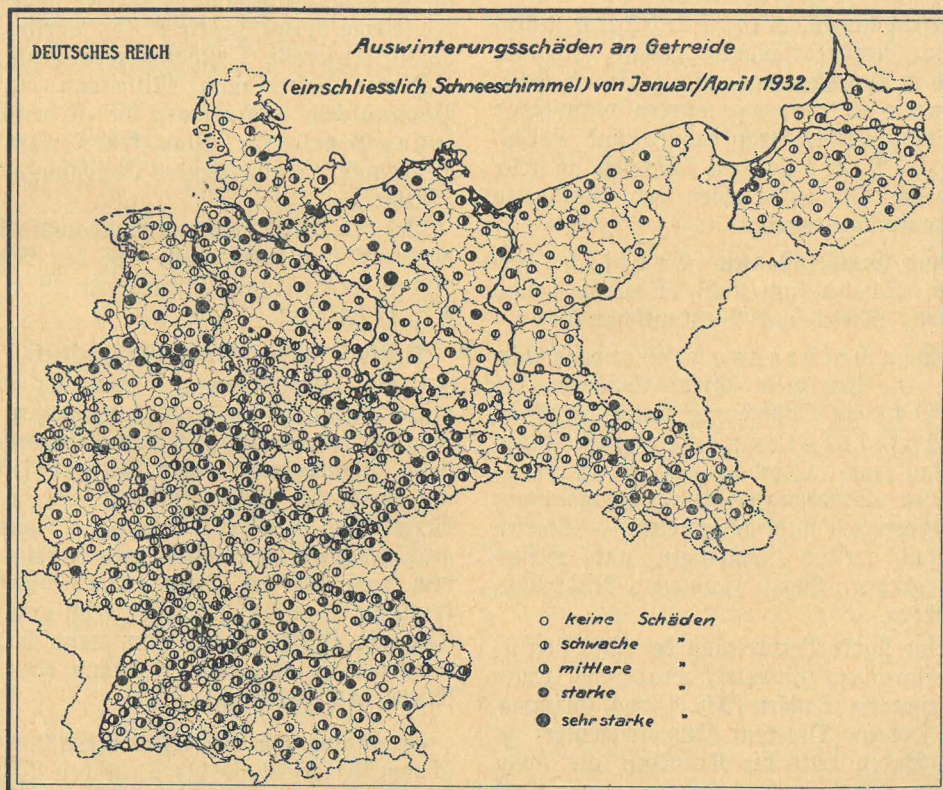 DEUTSCHES REICH
Auswinterungsschäden an Getreide
(einschliesslich Schneeschimmel) von Januar/April 1932.
keine Schäden
schwache "
mittlere "
starke "
sehr starke "